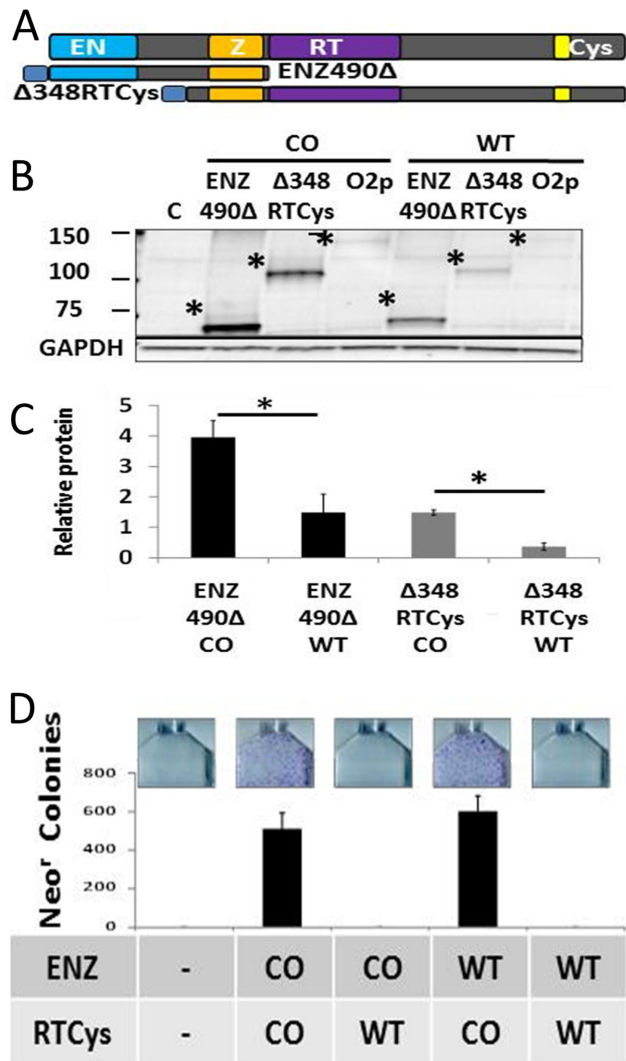 A
EN Z RT Cys
ENZ490Δ
Δ348RTCys
B
CO WT
ENZ Δ348 O2p ENZ Δ348 O2p
C 490Δ RTCys 490Δ RTCys
150
*
*
100
*
*
75
*
*
GAPDH
C
Relative protein
5
4
3
2
1
0
*
*
ENZ ENZ Δ348 Δ348
490Δ 490Δ RTCys RTCys
CO WT CO WT
D
Neoʳ Colonies
800
600
400
200
0
ENZ - CO CO WT WT
RTCys - CO WT CO WT